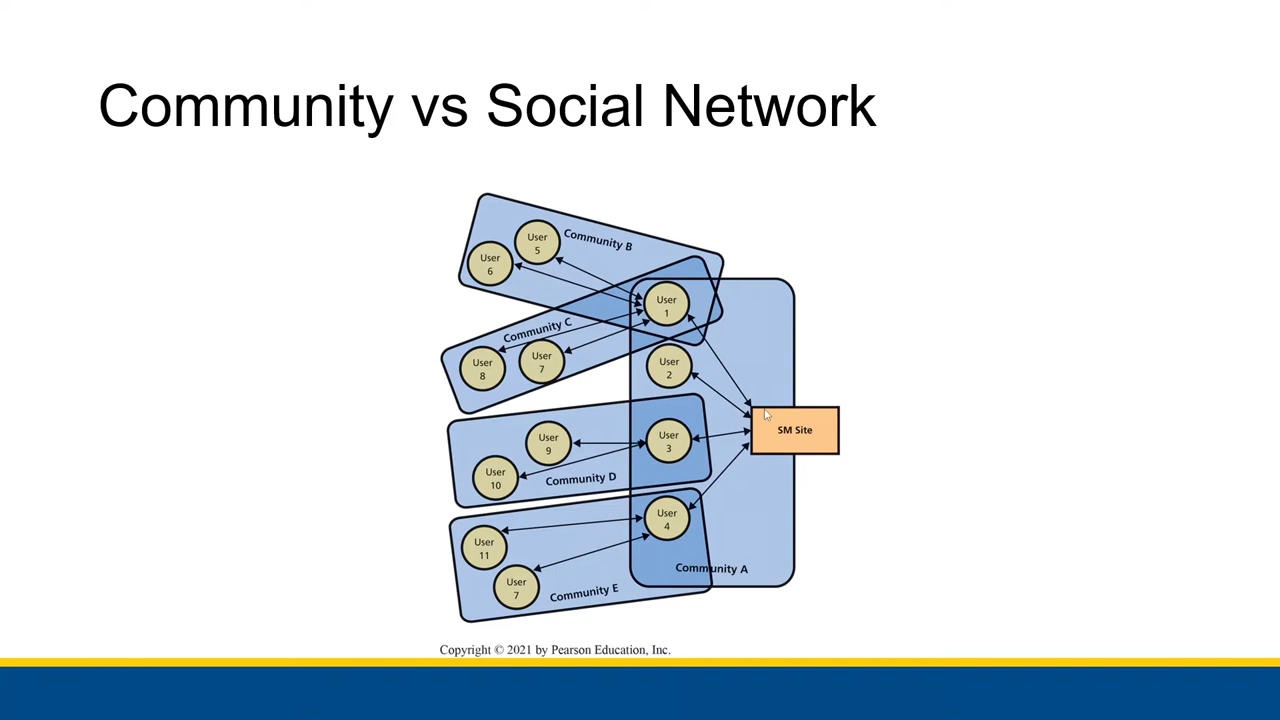 Community vs Social Network
Community B
User
5
User
6
User
1
Community C
User
8
User
7
User
2
SM Site
User
9
User
3
User
10
Community D
User
4
User
11
User
7
Community E
Community A
Copyright © 2021 by Pearson Education, Inc.